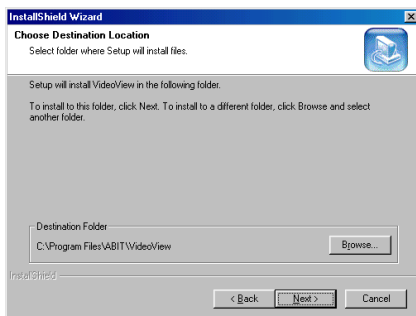 InstallShield Wizard
Choose Destination Location
Select folder where Setup will install files.
Setup will install VideoView in the following folder.
To install to this folder, click Next. To install to a different folder, click Browse and select
another folder.
Destination Folder
C:\Program Files\ABIT\VideoView
Browse...
InstallShield
< Back
Next >
Cancel